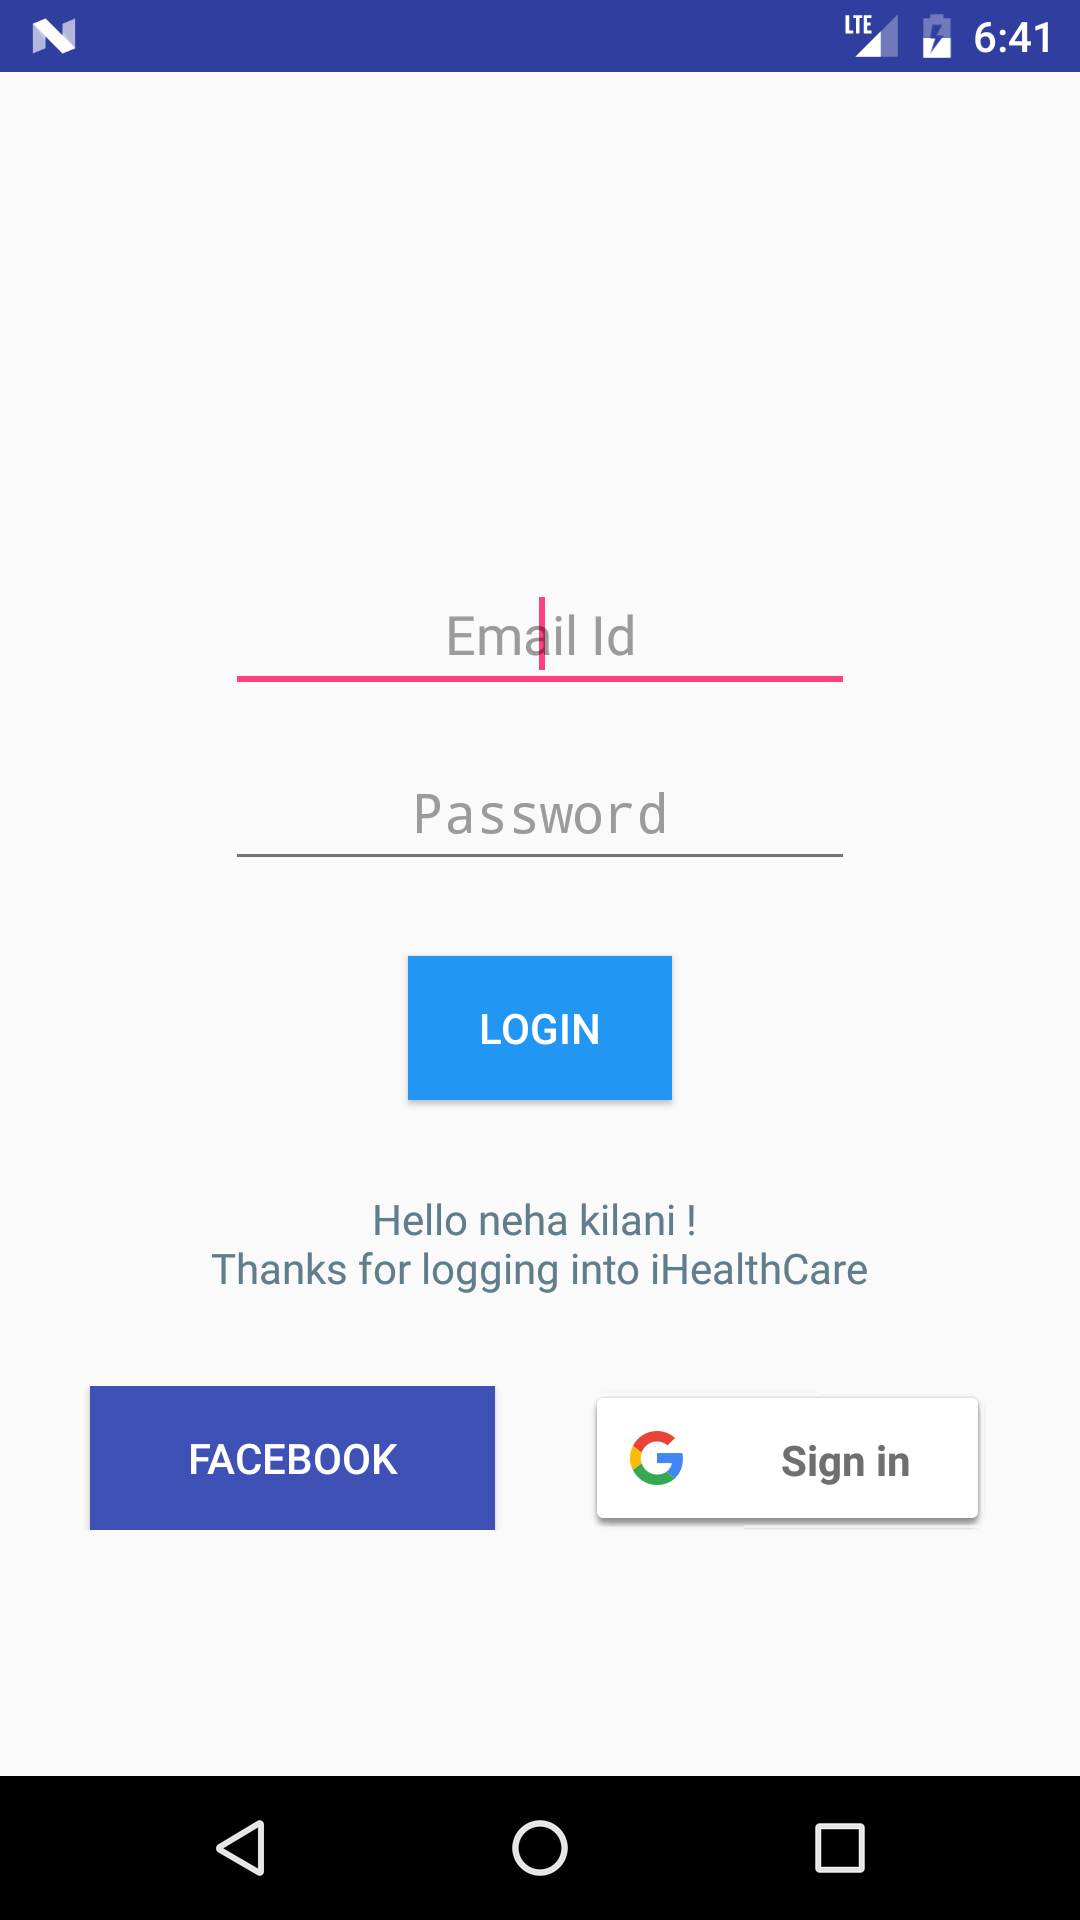 LTE 6:41
Email Id
Password
LOGIN
Hello neha kilani !
Thanks for logging into iHealthCare
FACEBOOK
Sign in